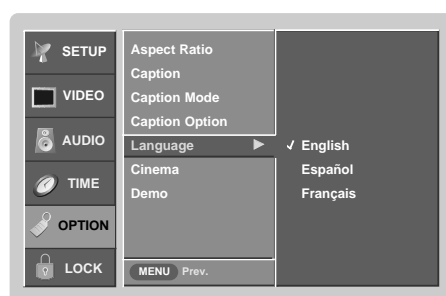 SETUP
VIDEO
AUDIO
TIME
OPTION
LOCK
Aspect Ratio
Caption
Caption Mode
Caption Option
Language
Cinema
Demo
MENU Prev.
English
Español
Français